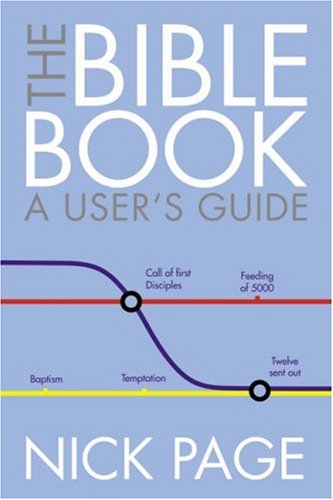 THE
BIBLE
BOOK
A USER'S GUIDE
Call of first
Disciples
Feeding
of 5000
Twelve
sent out
Baptism
Temptation
NICK PAGE